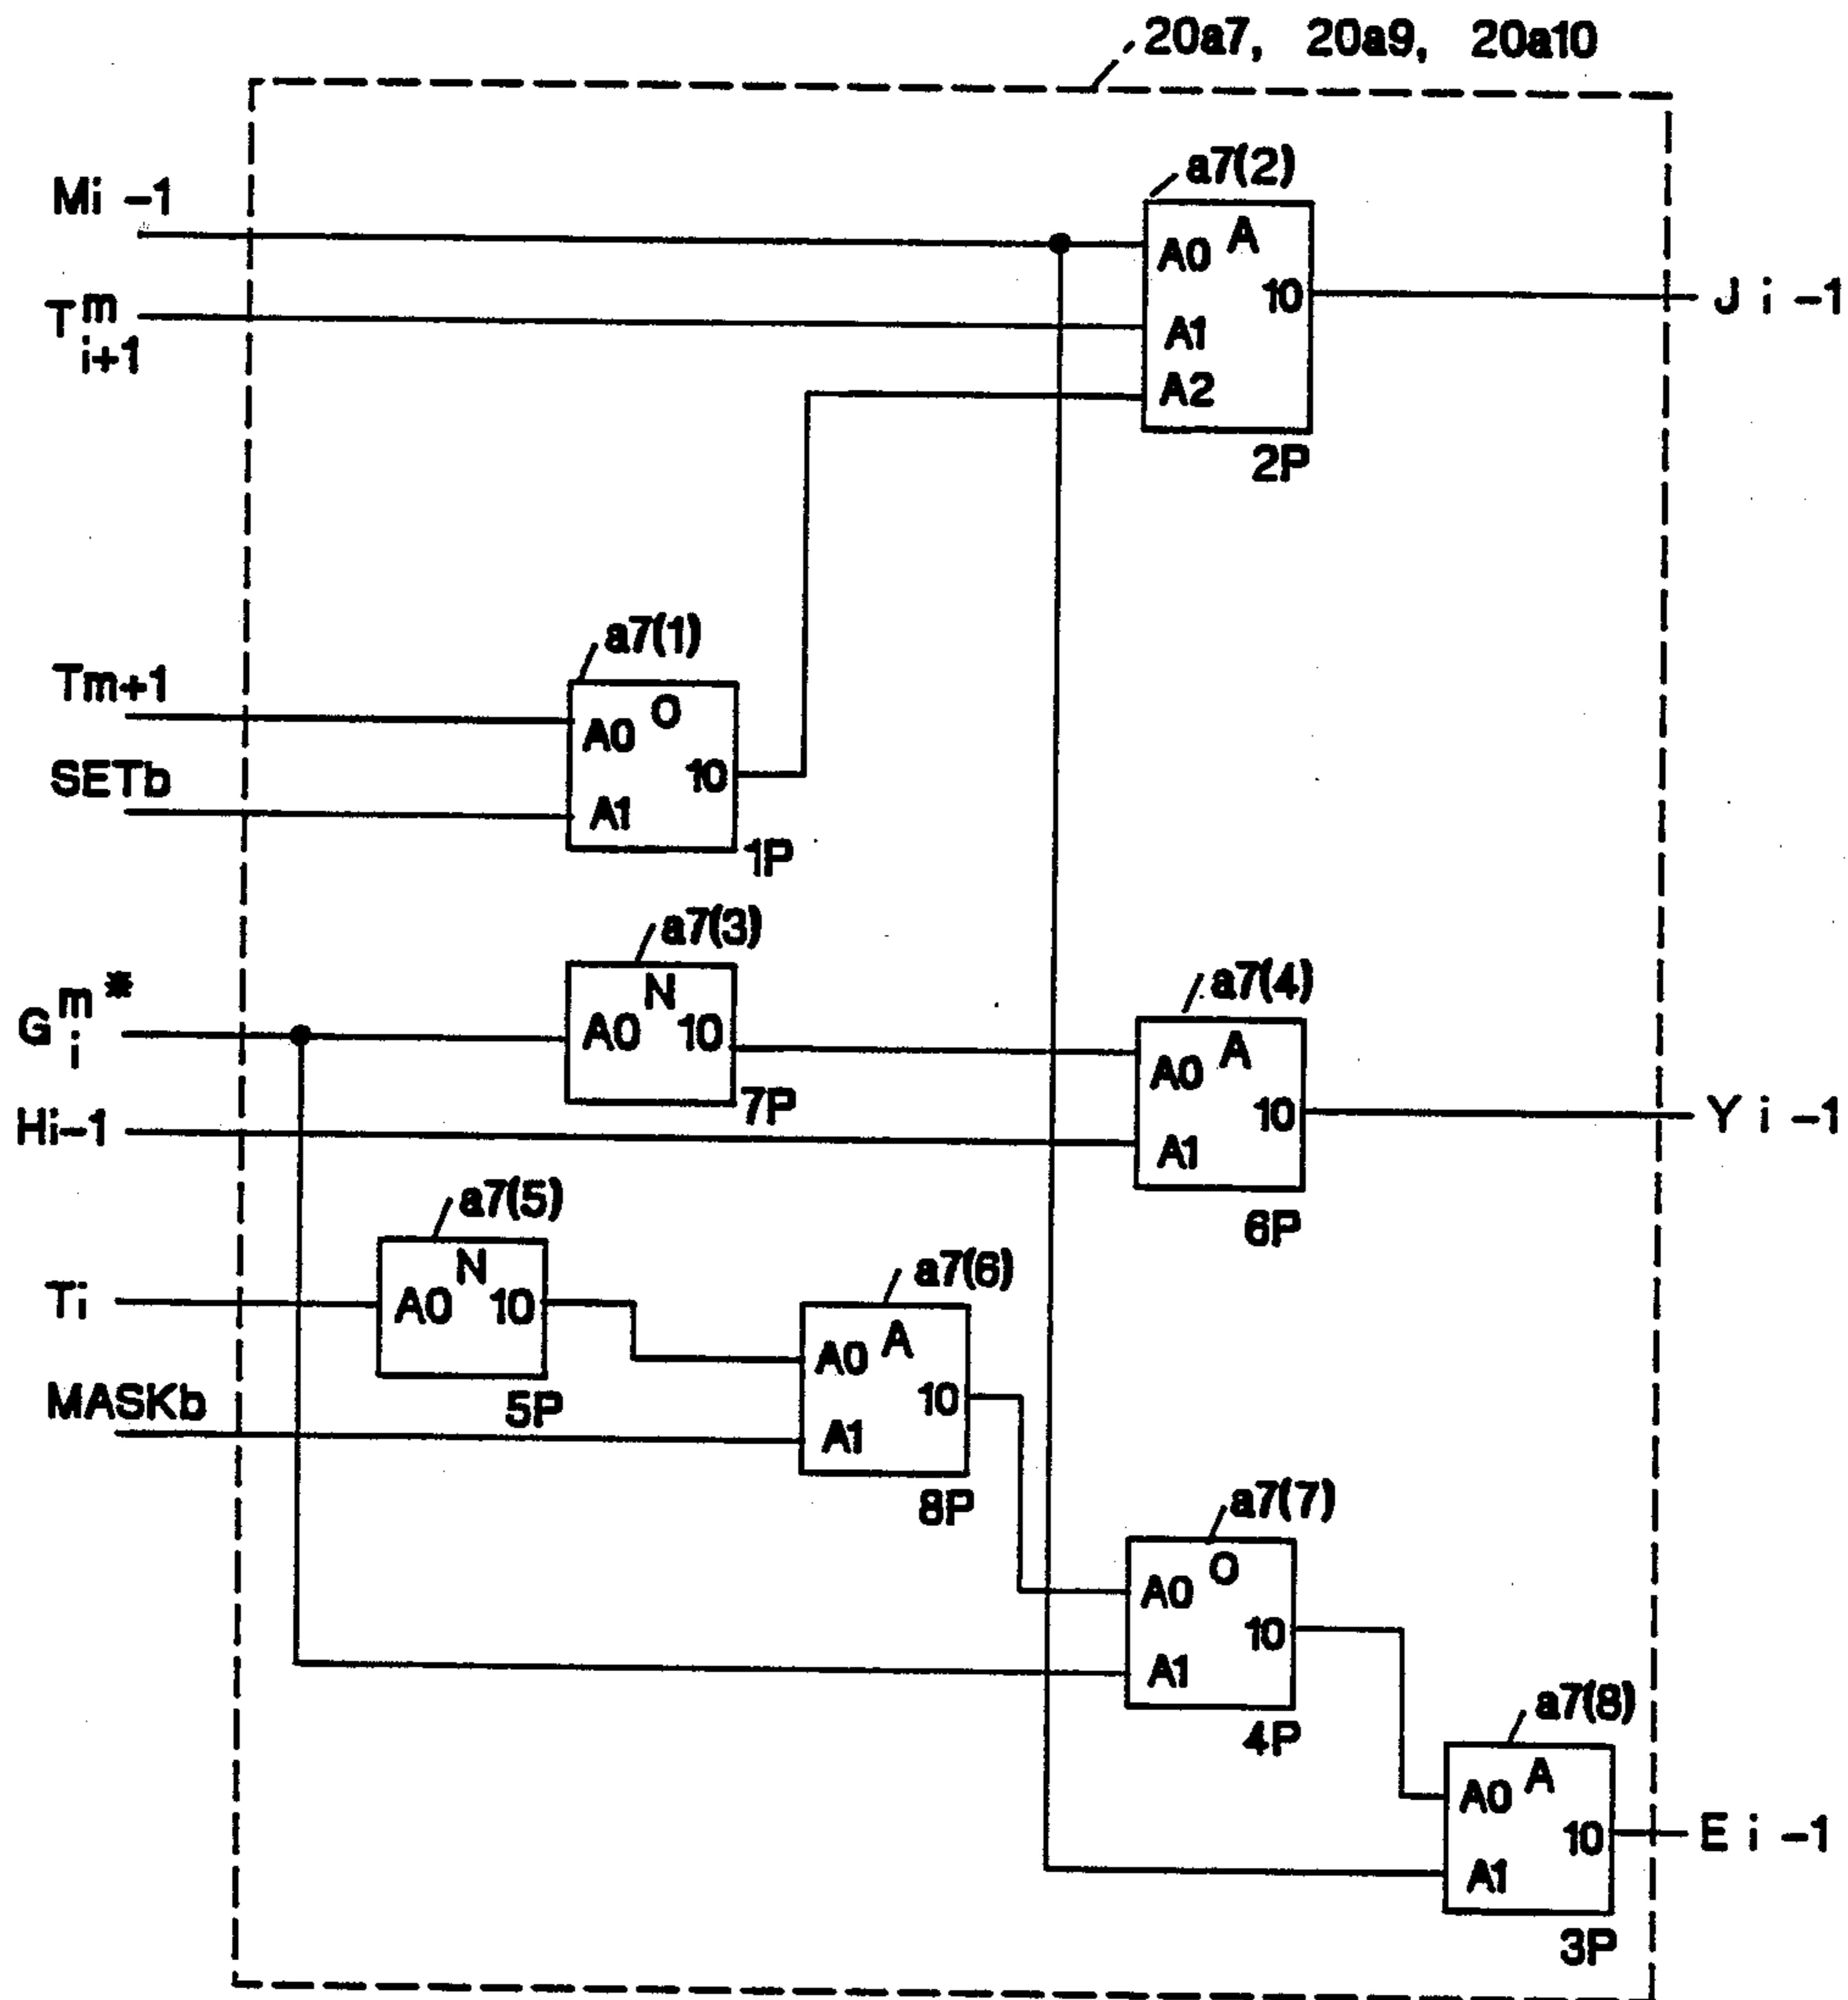 20a7, 20a9, 20a10
a7(2)
Mi -1
A0 A
10
J i -1
T m i+1
A1
A2
2P
a7(1)
Tm+1
A0 O
10
SETb
A1
1P
a7(3)
G m* i
A0 N 10
7P
a7(4)
A0 A
10
Y i -1
Hi-1
A1
6P
a7(5)
Ti
A0 N 10
5P
a7(6)
A0 A
10
MASKb
A1
8P
a7(7)
A0 O
10
A1
4P
a7(8)
A0 A
10
E i -1
A1
3P